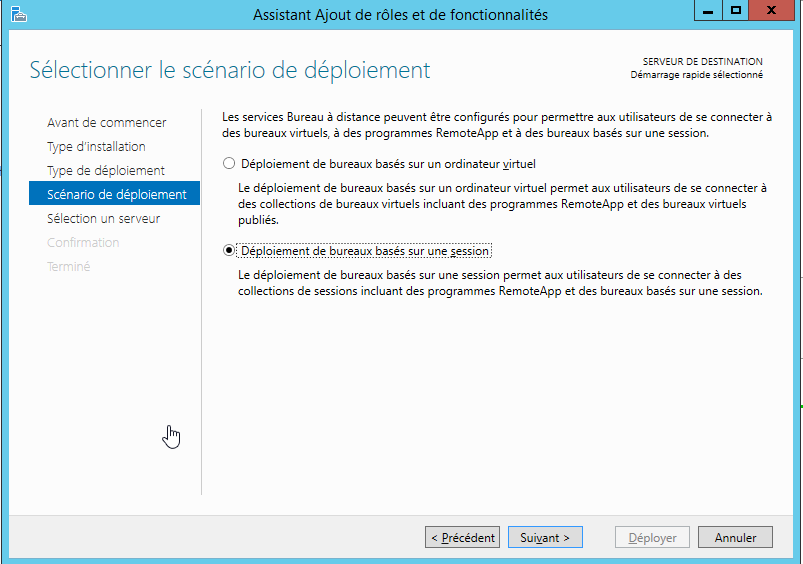 Assistant Ajout de rôles et de fonctionnalités
Sélectionner le scénario de déploiement
SERVEUR DE DESTINATION
Démarrage rapide sélectionné
Avant de commencer
Type d'installation
Type de déploiement
Scénario de déploiement
Sélection un serveur
Confirmation
Terminé
Les services Bureau à distance peuvent être configurés pour permettre aux utilisateurs de se connecter à
des bureaux virtuels, à des programmes RemoteApp et à des bureaux basés sur une session.
Déploiement de bureaux basés sur un ordinateur virtuel
Le déploiement de bureaux basés sur un ordinateur virtuel permet aux utilisateurs de se connecter à
des collections de bureaux virtuels incluant des programmes RemoteApp et des bureaux virtuels
publiés.
Déploiement de bureaux basés sur une session
Le déploiement de bureaux basés sur une session permet aux utilisateurs de se connecter à des
collections de sessions incluant des programmes RemoteApp et des bureaux basés sur une session.
< Précédent
Suivant >
Déployer
Annuler